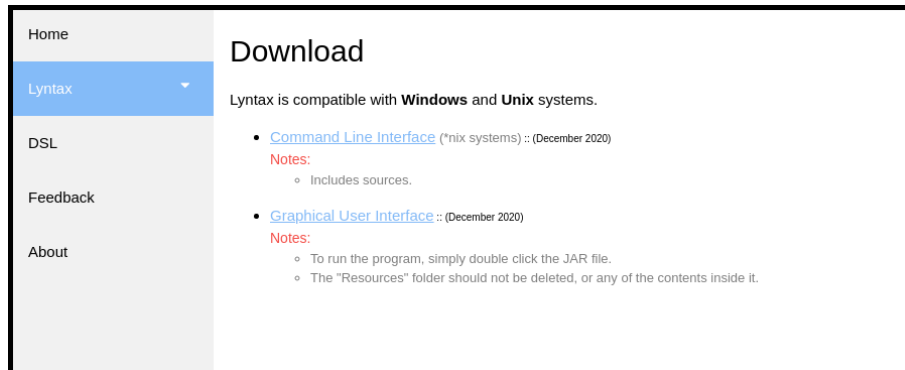 Home
Lyntax
DSL
Feedback
About
Download
Lyntax is compatible with Windows and Unix systems.
Command Line Interface (*nix systems) :: (December 2020)
Notes:
Includes sources.
Graphical User Interface :: (December 2020)
Notes:
To run the program, simply double click the JAR file.
The "Resources" folder should not be deleted, or any of the contents inside it.